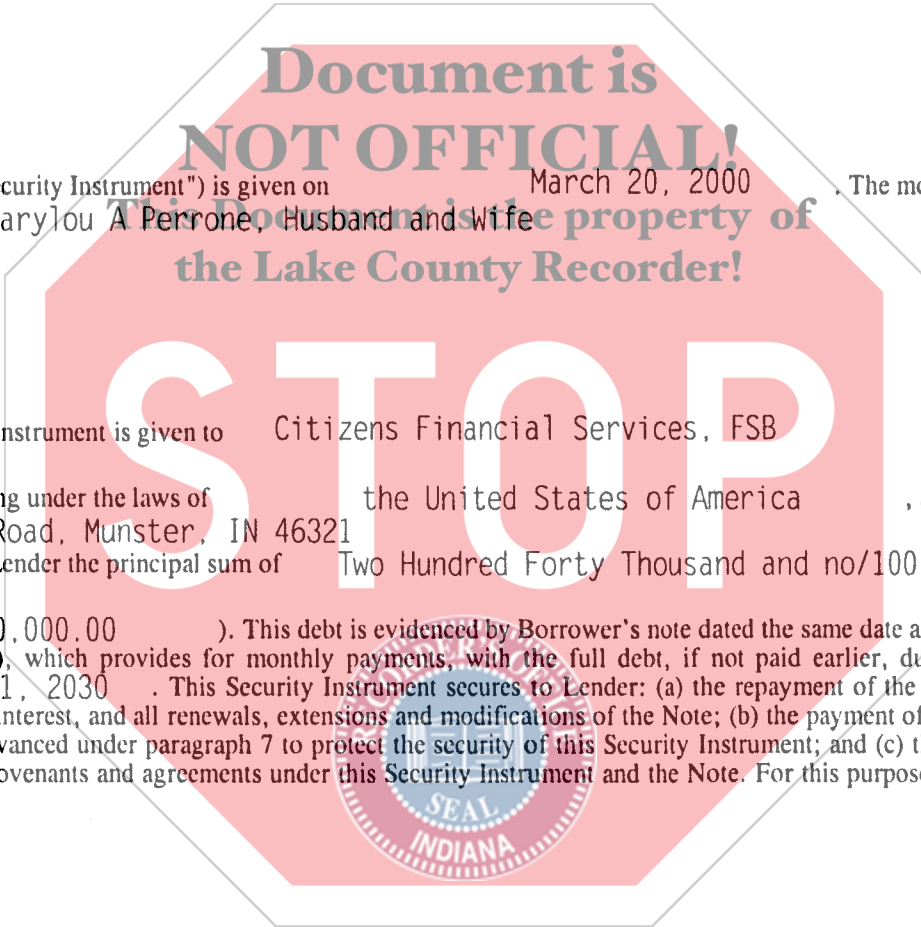 Document is
NOT OFFICIAL!
curity Instrument") is given on March 20, 2000 . The mo
This Document is the property of
arylou A Perrone, Husband and Wife
the Lake County Recorder!
STOP
nstrument is given to Citizens Financial Services, FSB
ng under the laws of the United States of America ,
Road, Munster, IN 46321
ender the principal sum of Two Hundred Forty Thousand and no/100
0,000.00 ). This debt is evidenced by Borrower's note dated the same date a
), which provides for monthly payments, with the full debt, if not paid earlier, du
1, 2030 . This Security Instrument secures to Lender: (a) the repayment of the
interest, and all renewals, extensions and modifications of the Note; (b) the payment of
vanced under paragraph 7 to protect the security of this Security Instrument; and (c) t
ovenants and agreements under this Security Instrument and the Note. For this purpose
RECORDER'S OFFICE
SEAL
INDIANA